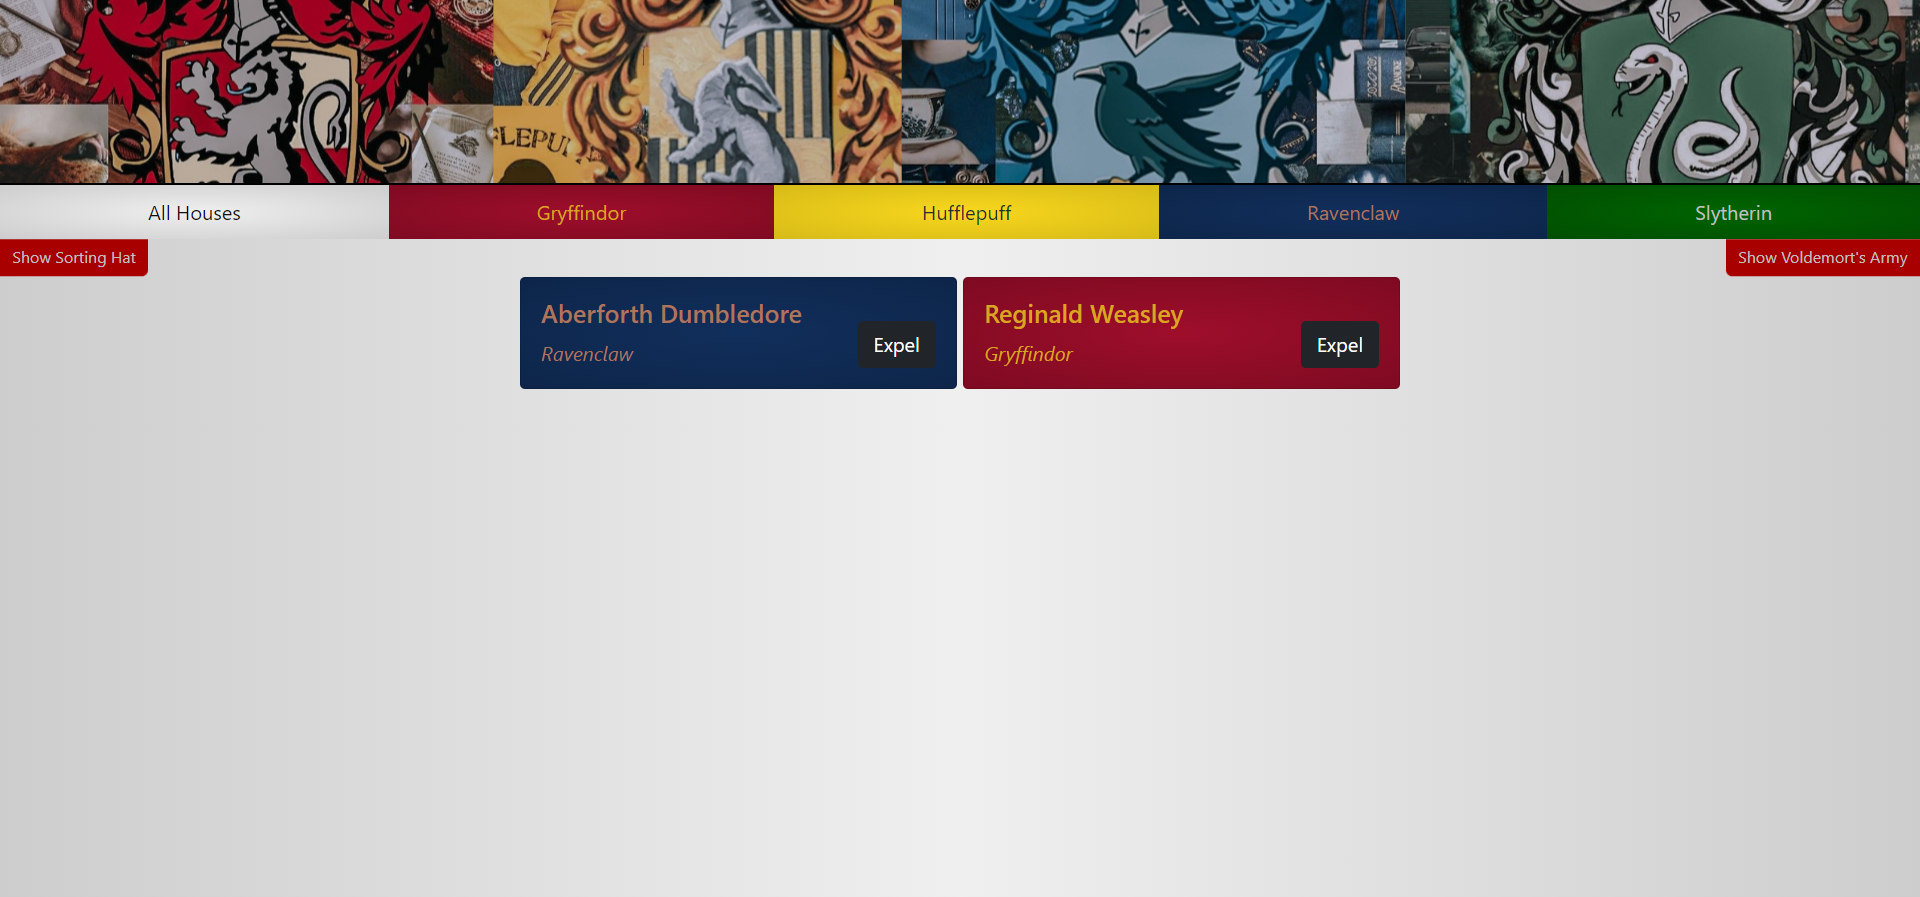 FLEPU
All Houses
Gryffindor
Hufflepuff
Ravenclaw
Slytherin
Show Sorting Hat
Show Voldemort's Army
Aberforth Dumbledore
Ravenclaw
Expel
Reginald Weasley
Gryffindor
Expel